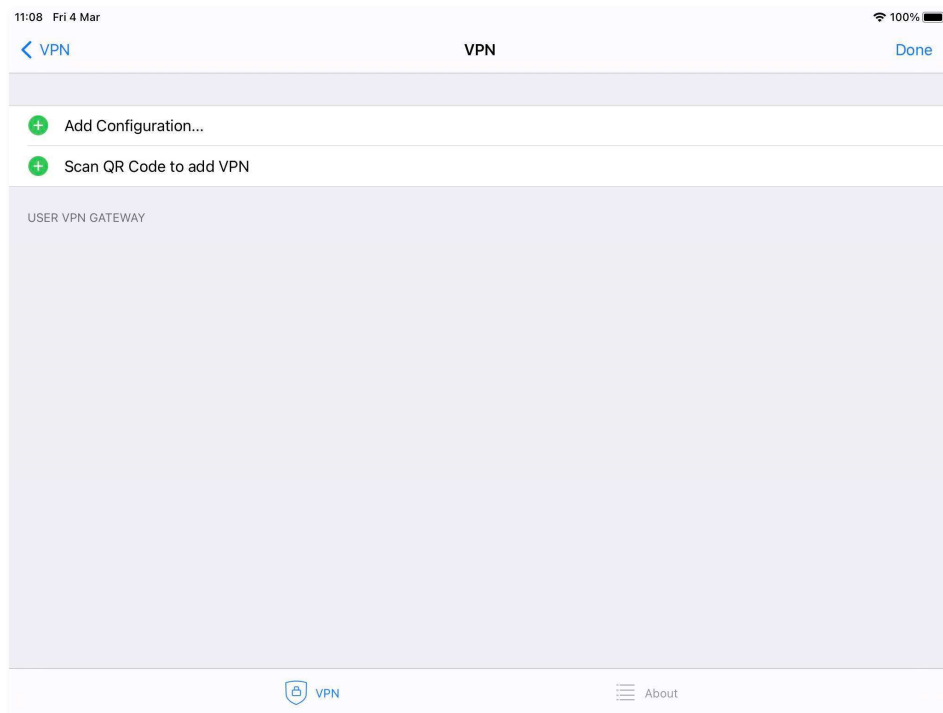 11:08 Fri 4 Mar 100%
VPN VPN Done
Add Configuration...
Scan QR Code to add VPN
USER VPN GATEWAY
VPN About